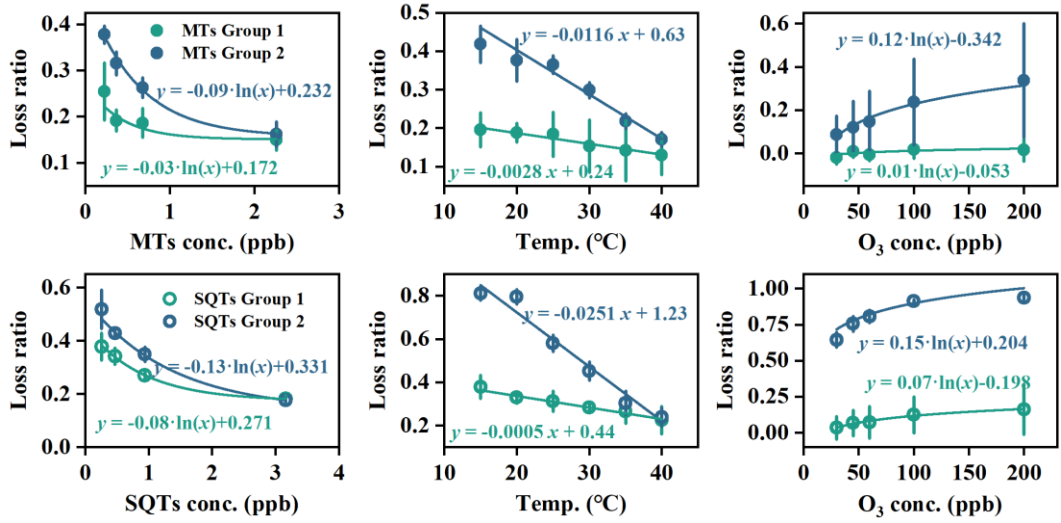 0.4
0.3
0.2
0.1
Loss ratio
MTs Group 1
MTs Group 2
y = -0.09·ln(x)+0.232
y = -0.03·ln(x)+0.172
0 1 2 3
MTs conc. (ppb)
0.5
0.4
0.3
0.2
0.1
Loss ratio
y = -0.0116 x + 0.63
y = -0.0028 x + 0.24
10 20 30 40
Temp. (°C)
0.6
0.4
0.2
0.0
Loss ratio
y = 0.12·ln(x)-0.342
y = 0.01·ln(x)-0.053
0 50 100 150 200
O₃ conc. (ppb)
0.6
0.4
0.2
0.0
Loss ratio
SQTs Group 1
SQTs Group 2
y = -0.13·ln(x)+0.331
y = -0.08·ln(x)+0.271
0 1 2 3 4
SQTs conc. (ppb)
0.8
0.6
0.4
0.2
Loss ratio
y = -0.0251 x + 1.23
y = -0.0005 x + 0.44
10 20 30 40
Temp. (°C)
1.00
0.75
0.50
0.25
0.00
Loss ratio
y = 0.15·ln(x)+0.204
y = 0.07·ln(x)-0.198
0 50 100 150 200
O₃ conc. (ppb)